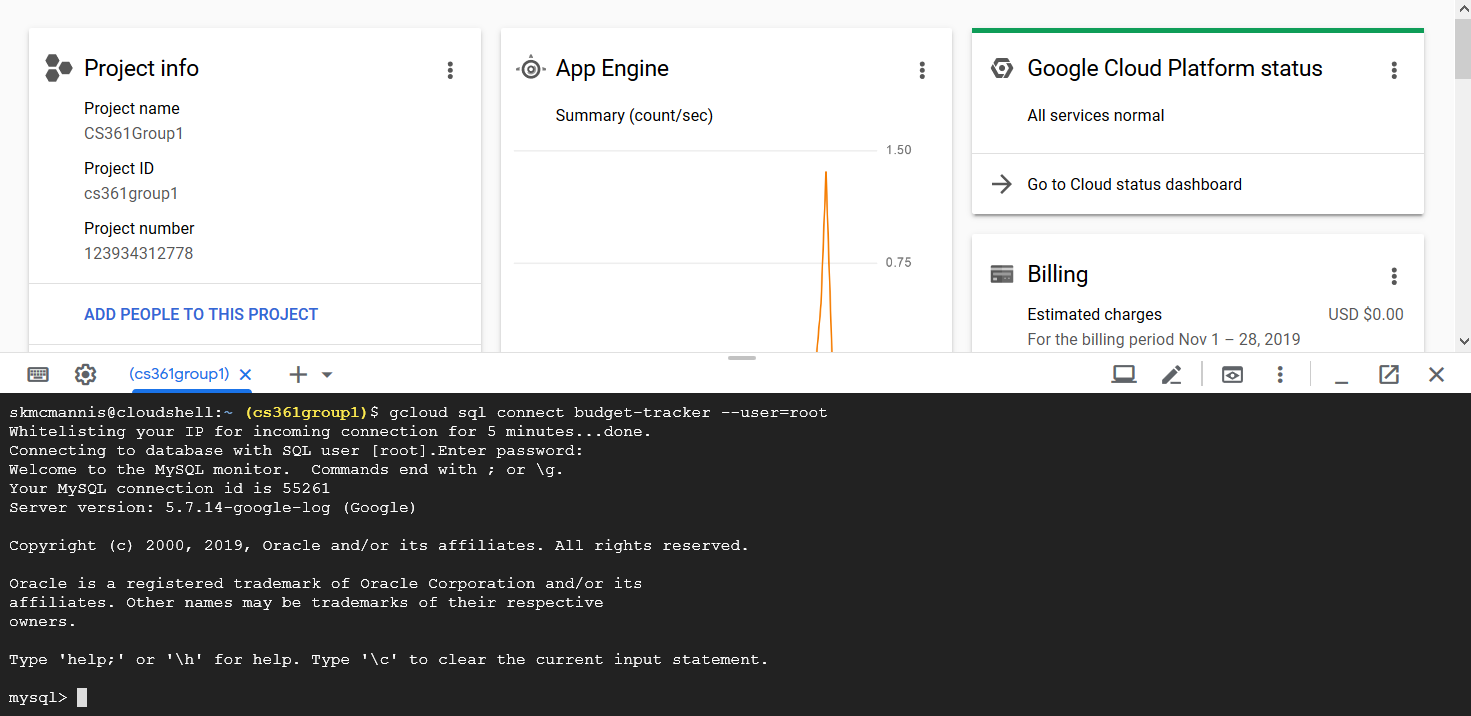 Project info
Project name
CS361Group1
Project ID
cs361group1
Project number
123934312778
ADD PEOPLE TO THIS PROJECT
App Engine
Summary (count/sec)
1.50
0.75
Google Cloud Platform status
All services normal
Go to Cloud status dashboard
Billing
Estimated charges USD $0.00
For the billing period Nov 1 – 28, 2019
(cs361group1)
skmcmannis@cloudshell:~ (cs361group1)$ gcloud sql connect budget-tracker --user=root
Whitelisting your IP for incoming connection for 5 minutes...done.
Connecting to database with SQL user [root].Enter password:
Welcome to the MySQL monitor.  Commands end with ; or \g.
Your MySQL connection id is 55261
Server version: 5.7.14-google-log (Google)
Copyright (c) 2000, 2019, Oracle and/or its affiliates. All rights reserved.
Oracle is a registered trademark of Oracle Corporation and/or its
affiliates. Other names may be trademarks of their respective
owners.
Type 'help;' or '\h' for help. Type '\c' to clear the current input statement.
mysql>